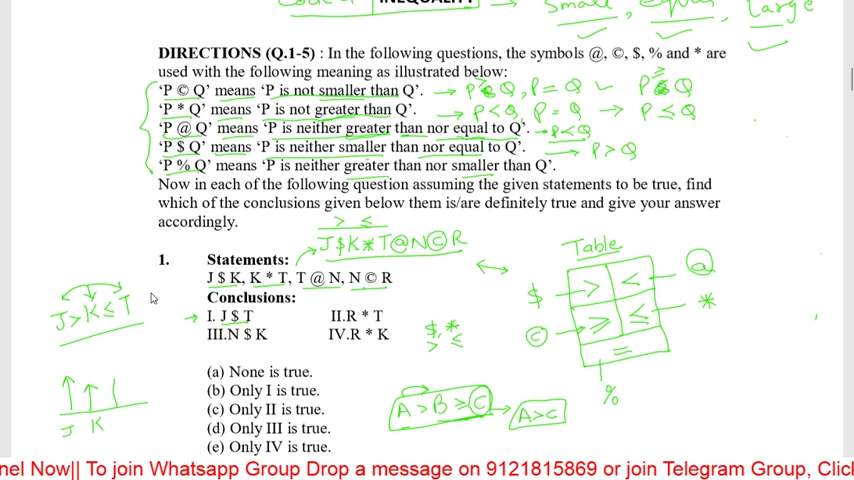 INEQUALITY
Small, equal, Large
DIRECTIONS (Q.1-5) : In the following questions, the symbols @, ©, $, % and * are
used with the following meaning as illustrated below:
'P © Q' means 'P is not smaller than Q'. → P > Q, P = Q P ≥ Q
'P * Q' means 'P is not greater than Q'. → P < Q, P = Q → P ≤ Q
'P @ Q' means 'P is neither greater than nor equal to Q'. → P < Q
'P $ Q' means 'P is neither smaller than nor equal to Q'. → P > Q
'P % Q' means 'P is neither greater than nor smaller than Q'.
Now in each of the following question assuming the given statements to be true, find
which of the conclusions given below them is/are definitely true and give your answer
accordingly.
> ≤
J$K*T@N©R
1. Statements:
J $ K, K * T, T @ N, N © R
Conclusions:
I. J $ T II.R * T
III.N $ K IV.R * K
(a) None is true.
(b) Only I is true.
(c) Only II is true.
(d) Only III is true.
(e) Only IV is true.
J > K ≤ T
J K
$, *
> ≤
A > B ≥ C → A > C
Table
$ > < @
© ≥ ≤ *
=
%
nel Now|| To join Whatsapp Group Drop a message on 9121815869 or join Telegram Group, Click